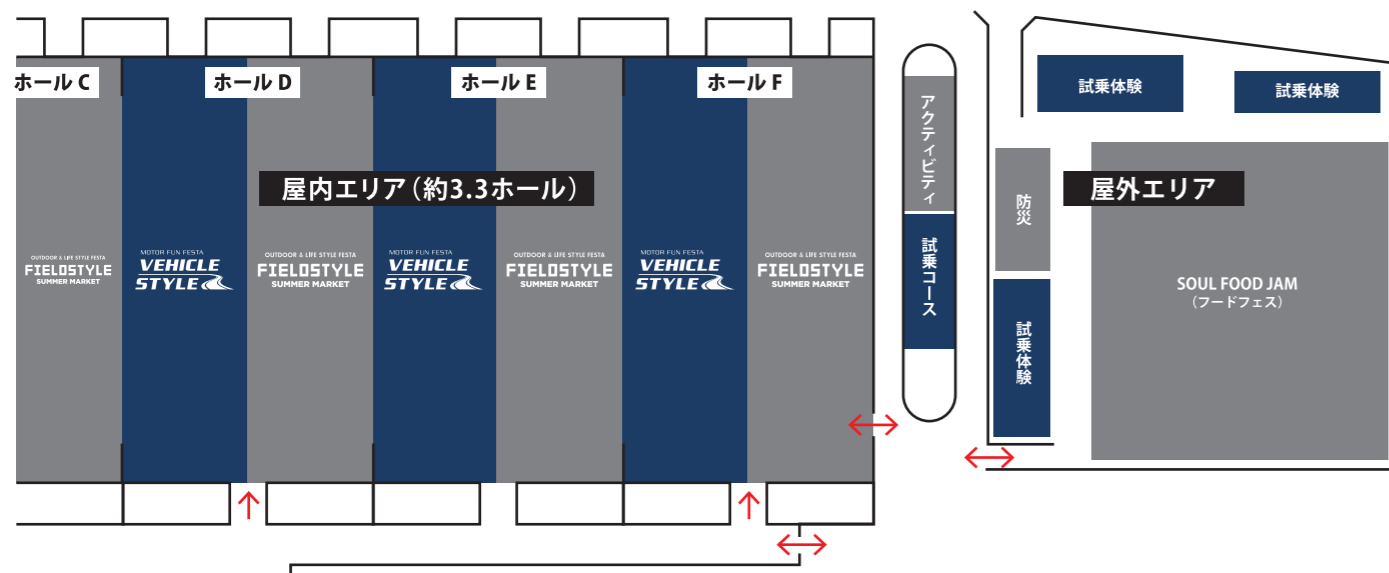 ホール C
ホール D
ホール E
ホール F
屋内エリア（約3.3ホール）
OUTDOOR & LIFE STYLE FESTA
FIELDSTYLE
SUMMER MARKET
MOTOR FUN FESTA
VEHICLE
STYLE
OUTDOOR & LIFE STYLE FESTA
FIELDSTYLE
SUMMER MARKET
MOTOR FUN FESTA
VEHICLE
STYLE
OUTDOOR & LIFE STYLE FESTA
FIELDSTYLE
SUMMER MARKET
MOTOR FUN FESTA
VEHICLE
STYLE
OUTDOOR & LIFE STYLE FESTA
FIELDSTYLE
SUMMER MARKET
アクティビティ
試乗コース
試乗体験
試乗体験
防災
試乗体験
屋外エリア
SOUL FOOD JAM
（フードフェス）